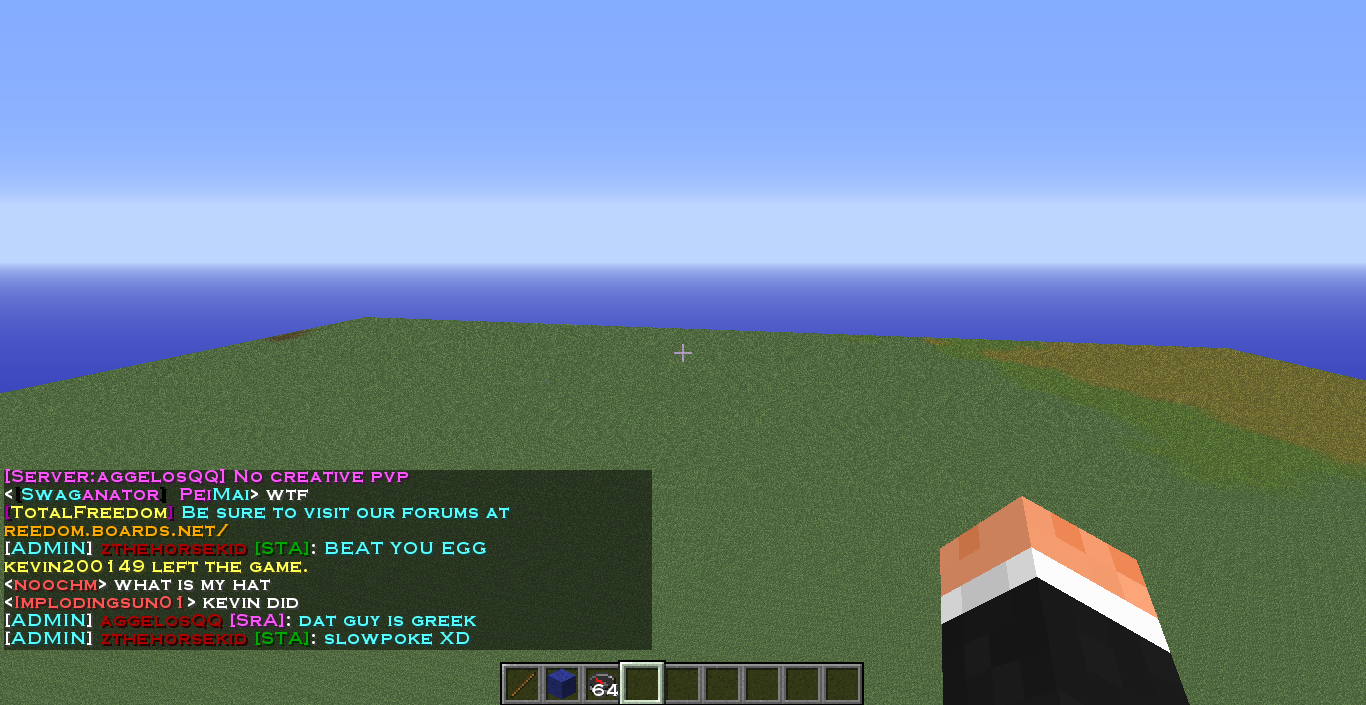 [Server:aggelosQQ] No creative pvp
<[Swaganator] PeiMai> wtf
[TotalFreedom] Be sure to visit our forums at
reedom.boards.net/
[ADMIN] zthehorsekid [STA]: BEAT YOU EGG
kevin200149 left the game.
<noochm> what is my hat
<Implodingsun01> kevin did
[ADMIN] aggelosQQ [SrA]: dat guy is greek
[ADMIN] zthehorsekid [STA]: slowpoke XD
64